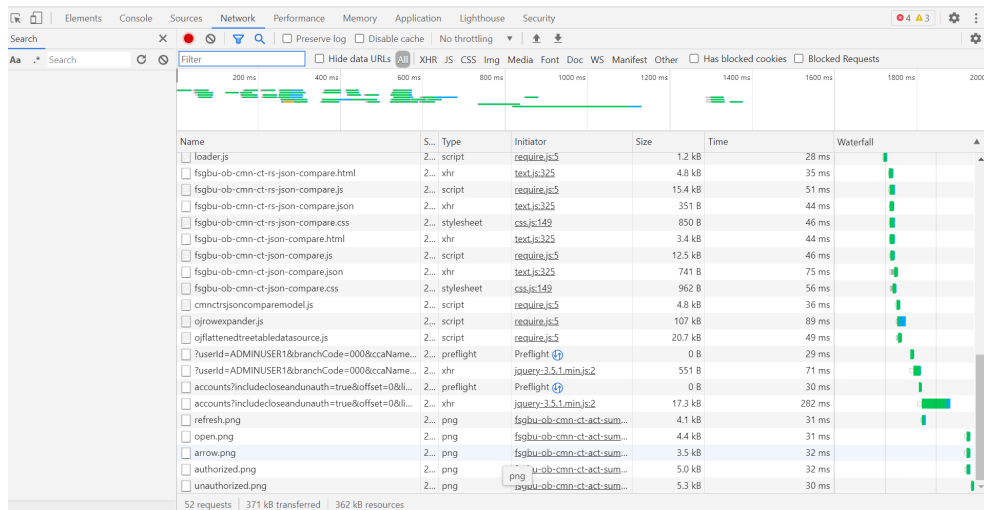 Elements Console Sources Network Performance Memory Application Lighthouse Security 4 3
Search
Preserve log Disable cache No throttling
Aa .* Search
Filter Hide data URLs All XHR JS CSS Img Media Font Doc WS Manifest Other Has blocked cookies Blocked Requests
200 ms 400 ms 600 ms 800 ms 1000 ms 1200 ms 1400 ms 1600 ms 1800 ms 2000
Name S... Type Initiator Size Time Waterfall
loader.js 2... script require.js:5 1.2 kB 28 ms
fsgbu-ob-cmn-ct-rs-json-compare.html 2... xhr text.js:325 4.8 kB 35 ms
fsgbu-ob-cmn-ct-rs-json-compare.js 2... script require.js:5 15.4 kB 51 ms
fsgbu-ob-cmn-ct-rs-json-compare.json 2... xhr text.js:325 351 B 44 ms
fsgbu-ob-cmn-ct-rs-json-compare.css 2... stylesheet css.js:149 850 B 46 ms
fsgbu-ob-cmn-ct-json-compare.html 2... xhr text.js:325 3.4 kB 44 ms
fsgbu-ob-cmn-ct-json-compare.js 2... script require.js:5 12.5 kB 46 ms
fsgbu-ob-cmn-ct-json-compare.json 2... xhr text.js:325 741 B 75 ms
fsgbu-ob-cmn-ct-json-compare.css 2... stylesheet css.js:149 962 B 56 ms
cmnctrsjsoncomparemodel.js 2... script require.js:5 4.8 kB 36 ms
ojrowexpander.js 2... script require.js:5 107 kB 89 ms
ojflattenedtreetabledatasource.js 2... script require.js:5 20.7 kB 49 ms
?userId=ADMINUSER1&branchCode=000&ccaName... 2... preflight Preflight 0 B 29 ms
?userId=ADMINUSER1&branchCode=000&ccaName... 2... xhr jquery-3.5.1.min.js:2 551 B 71 ms
accounts?includecloseandunauth=true&offset=0&li... 2... preflight Preflight 0 B 30 ms
accounts?includecloseandunauth=true&offset=0&li... 2... xhr jquery-3.5.1.min.js:2 17.3 kB 282 ms
refresh.png 2... png fsgbu-ob-cmn-ct-act-sum... 4.1 kB 31 ms
open.png 2... png fsgbu-ob-cmn-ct-act-sum... 4.4 kB 31 ms
arrow.png 2... png fsgbu-ob-cmn-ct-act-sum... 3.5 kB 32 ms
authorized.png 2... png 5.0 kB 32 ms
png
unauthorized.png 2... png fsgbu-ob-cmn-ct-act-sum... 5.3 kB 30 ms
52 requests 371 kB transferred 362 kB resources